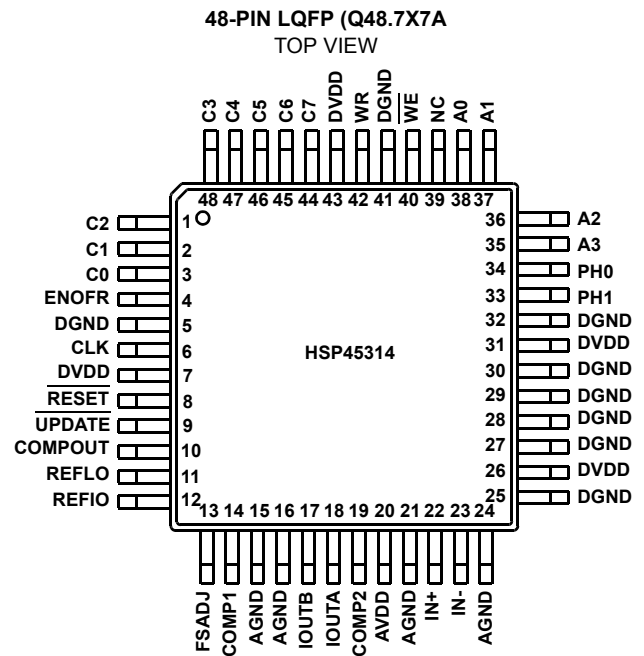 48-PIN LQFP (Q48.7X7A
TOP VIEW
C3 C4 C5 C6 C7 DVDD WR DGND WE NC A0 A1
48 47 46 45 44 43 42 41 40 39 38 37
C2 1
C1 2
C0 3
ENOFR 4
DGND 5
CLK 6
DVDD 7
RESET 8
UPDATE 9
COMPOUT 10
REFLO 11
REFIO 12
HSP45314
36 A2
35 A3
34 PH0
33 PH1
32 DGND
31 DVDD
30 DGND
29 DGND
28 DGND
27 DGND
26 DVDD
25 DGND
13 14 15 16 17 18 19 20 21 22 23 24
FSADJ COMP1 AGND AGND IOUTB IOUTA COMP2 AVDD AGND IN+ IN- AGND